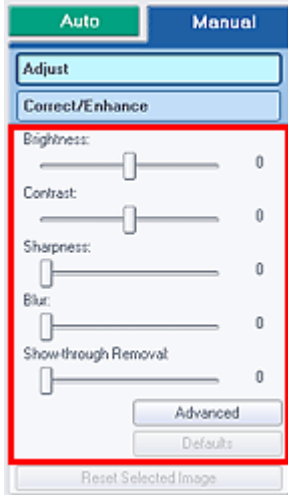 Auto Manual
Adjust
Correct/Enhance
Brightness:
0
Contrast:
0
Sharpness:
0
Blur:
0
Show-through Removal:
0
Advanced
Defaults
Reset Selected Image